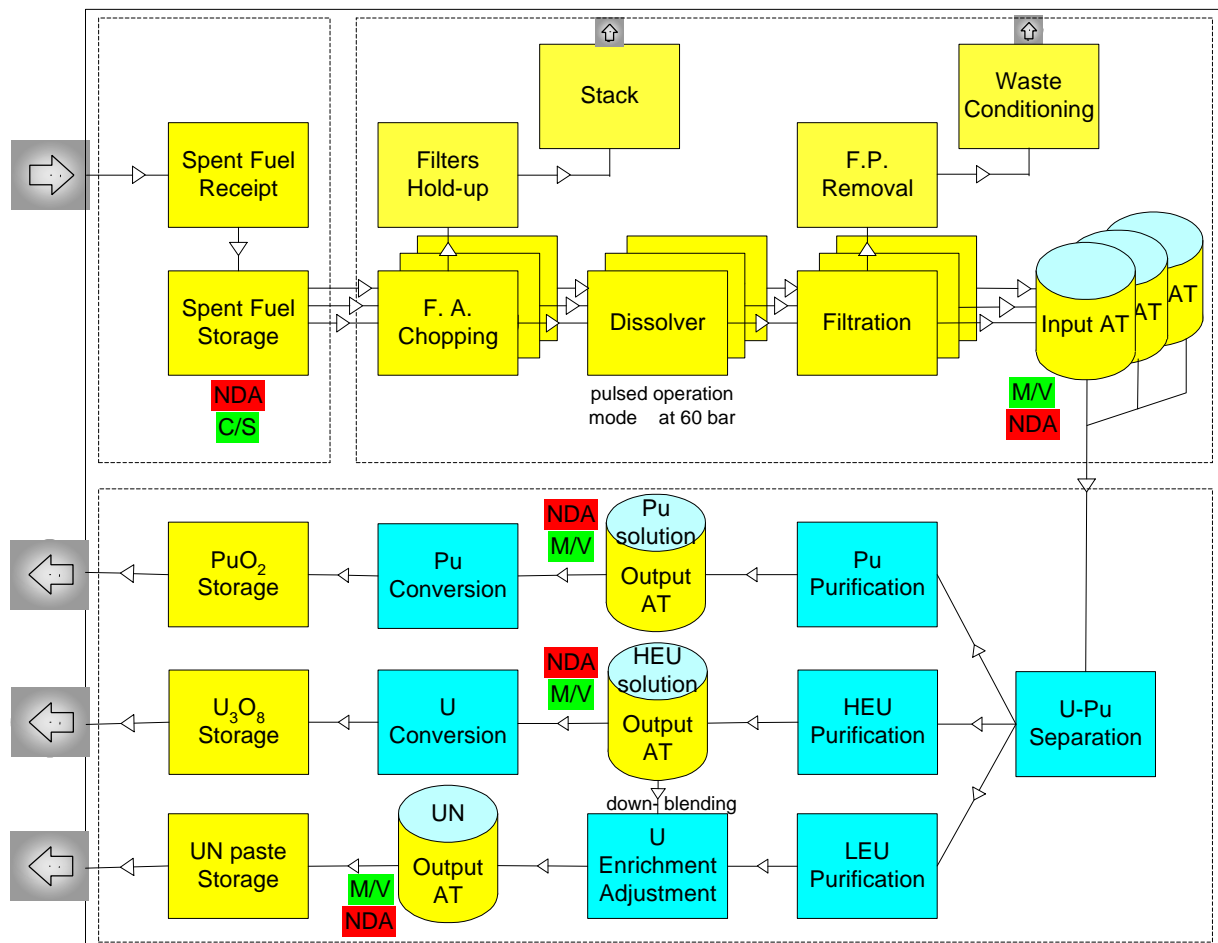 Stack
Waste
Conditioning
Spent Fuel
Receipt
Filters
Hold-up
F.P.
Removal
Spent Fuel
Storage
F. A.
Chopping
Dissolver
Filtration
Input AT
AT
AT
NDA
C/S
pulsed operation
mode at 60 bar
M/V
NDA
PuO2
Storage
Pu
Conversion
NDA
M/V
Pu
solution
Output
AT
Pu
Purification
U3O8
Storage
U
Conversion
NDA
M/V
HEU
solution
Output
AT
HEU
Purification
U-Pu
Separation
down- blending
UN paste
Storage
M/V
NDA
UN
Output
AT
U
Enrichment
Adjustment
LEU
Purification